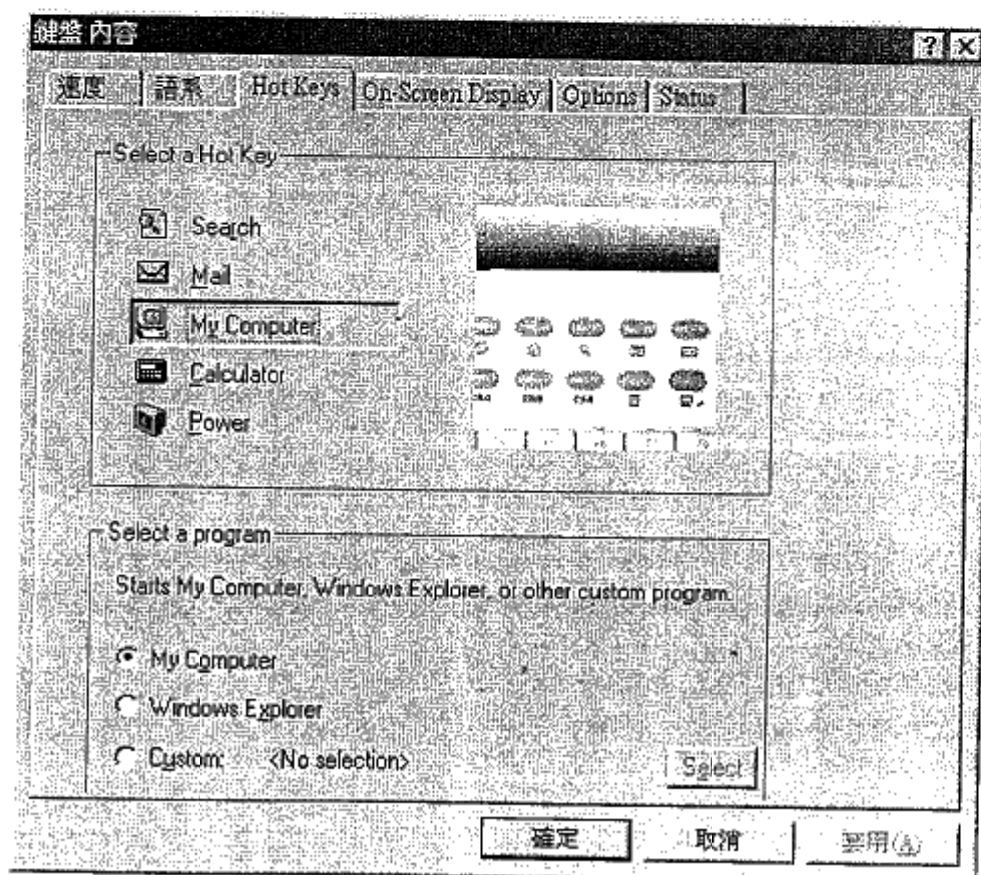 鍵盤 內容
速度 語系 Hot Keys On-Screen Display Options Status
Select a Hot Key
Search
Mail
My Computer
Calculator
Power
Select a program
Starts My Computer, Windows Explorer, or other custom program.
My Computer
Windows Explorer
Custom: <No selection>
Select
確定 取消 套用(A)